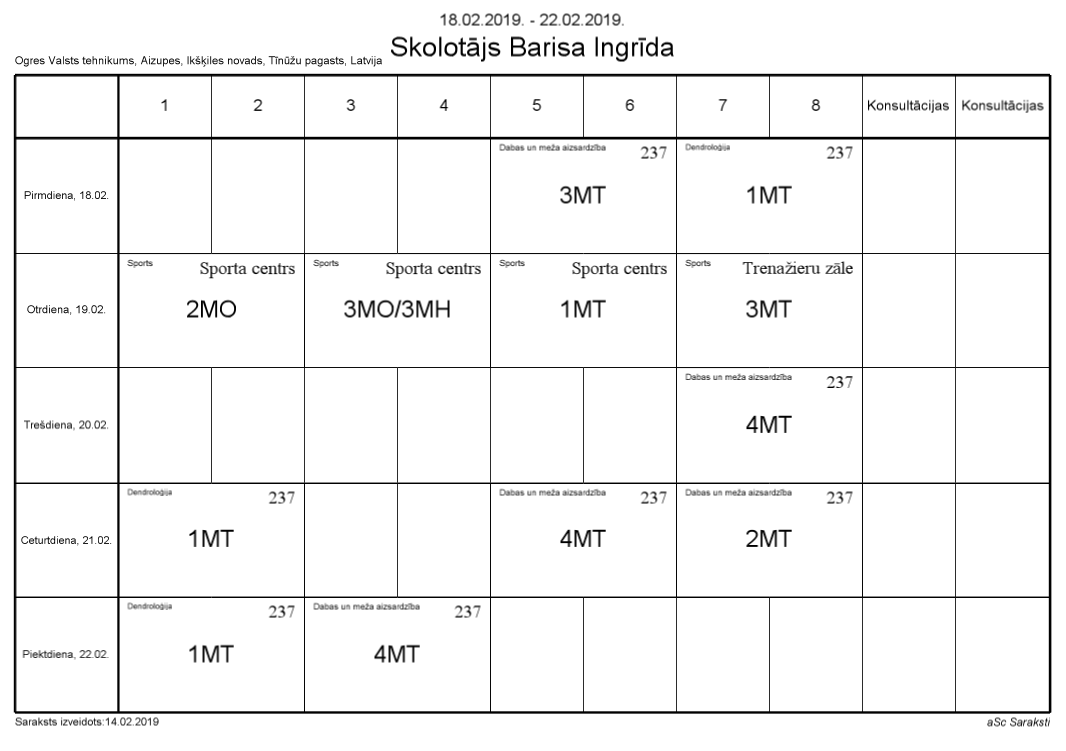 18.02.2019. - 22.02.2019.
Skolotājs Barisa Ingrīda
Ogres Valsts tehnikums, Aizupes, Ikšķiles novads, Tīnūžu pagasts, Latvija
1 2 3 4 5 6 7 8 Konsultācijas Konsultācijas
Dabas un meža aizsardzība 237 Dendroloģija 237
Pirmdiena, 18.02. 3MT 1MT
Sports Sporta centrs Sports Sporta centrs Sports Sporta centrs Sports Trenažieru zāle
Otrdiena, 19.02. 2MO 3MO/3MH 1MT 3MT
Dabas un meža aizsardzība 237
Trešdiena, 20.02. 4MT
Dendroloģija 237 Dabas un meža aizsardzība 237 Dabas un meža aizsardzība 237
Ceturtdiena, 21.02. 1MT 4MT 2MT
Dendroloģija 237 Dabas un meža aizsardzība 237
Piektdiena, 22.02. 1MT 4MT
Saraksts izveidots:14.02.2019 aSc Saraksti